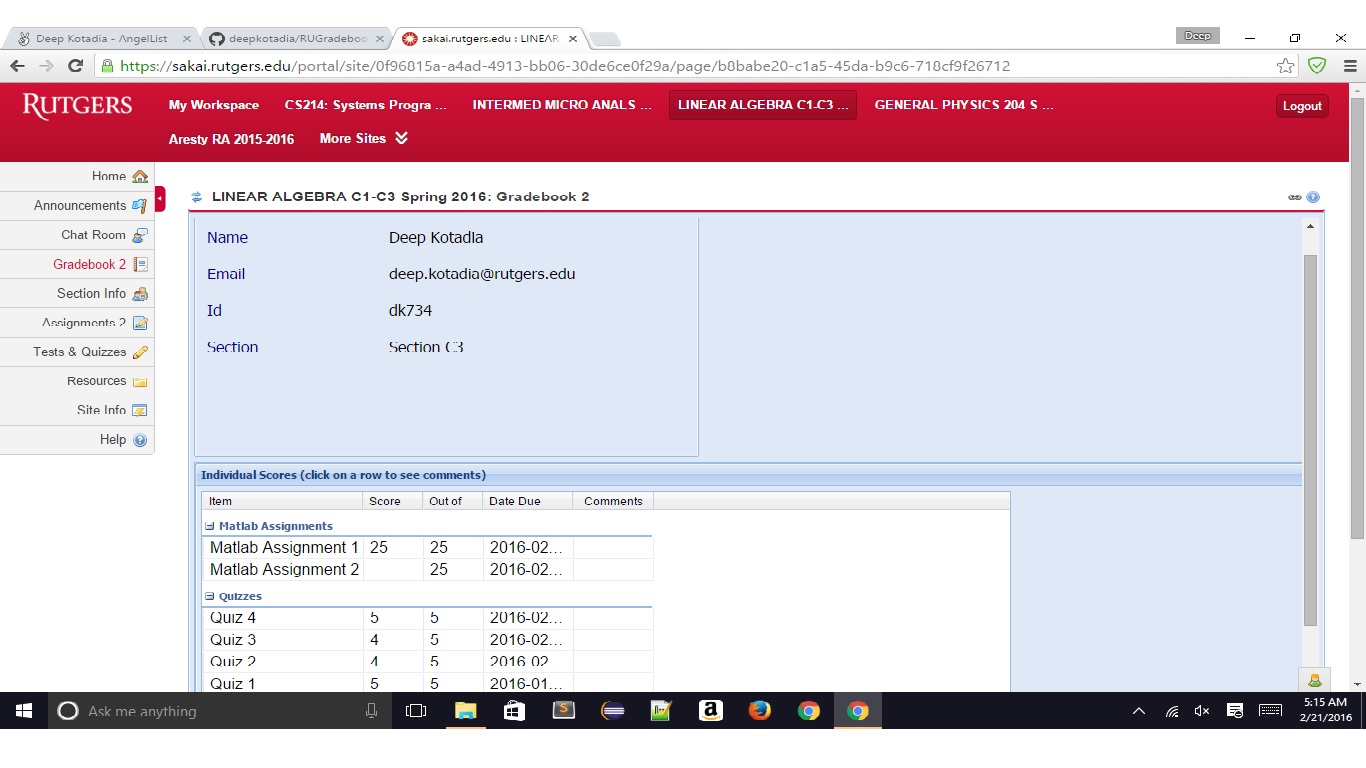 Deep Kotadia - AngelList
deepkotadia/RUGradeboo
sakai.rutgers.edu : LINEAR
Deep
https://sakai.rutgers.edu/portal/site/0f96815a-a4ad-4913-bb06-30de6ce0f29a/page/b8babe20-c1a5-45da-b9c6-718cf9f26712
RUTGERS
My Workspace CS214: Systems Progra ... INTERMED MICRO ANALS ... LINEAR ALGEBRA C1-C3 ... GENERAL PHYSICS 204 S ... Logout
Aresty RA 2015-2016 More Sites
Home
Announcements
Chat Room
Gradebook 2
Section Info
Assignments 2
Tests & Quizzes
Resources
Site Info
Help
LINEAR ALGEBRA C1-C3 Spring 2016: Gradebook 2
Name Deep Kotadia
Email deep.kotadia@rutgers.edu
Id dk734
Section Section C3
Individual Scores (click on a row to see comments)
Item Score Out of Date Due Comments
Matlab Assignments
Matlab Assignment 1 25 25 2016-02...
Matlab Assignment 2 25 2016-02...
Quizzes
Quiz 4 5 5 2016-02...
Quiz 3 4 5 2016-02...
Quiz 2 4 5 2016-02...
Quiz 1 5 5 2016-01...
Ask me anything
5:15 AM
2/21/2016